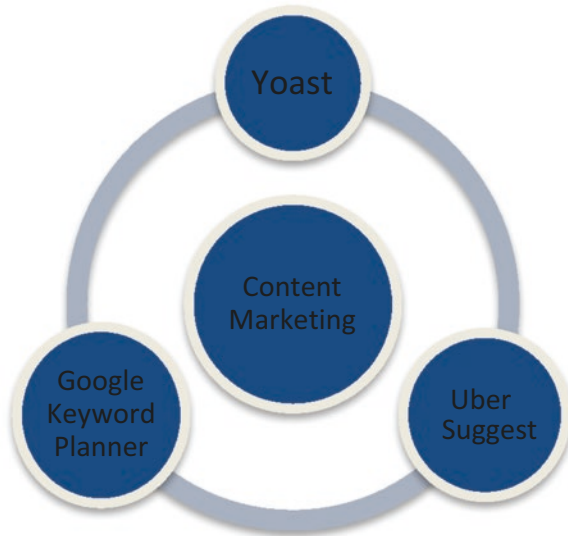 Yoast
Content
Marketing
Google
Keyword
Planner
Uber
Suggest